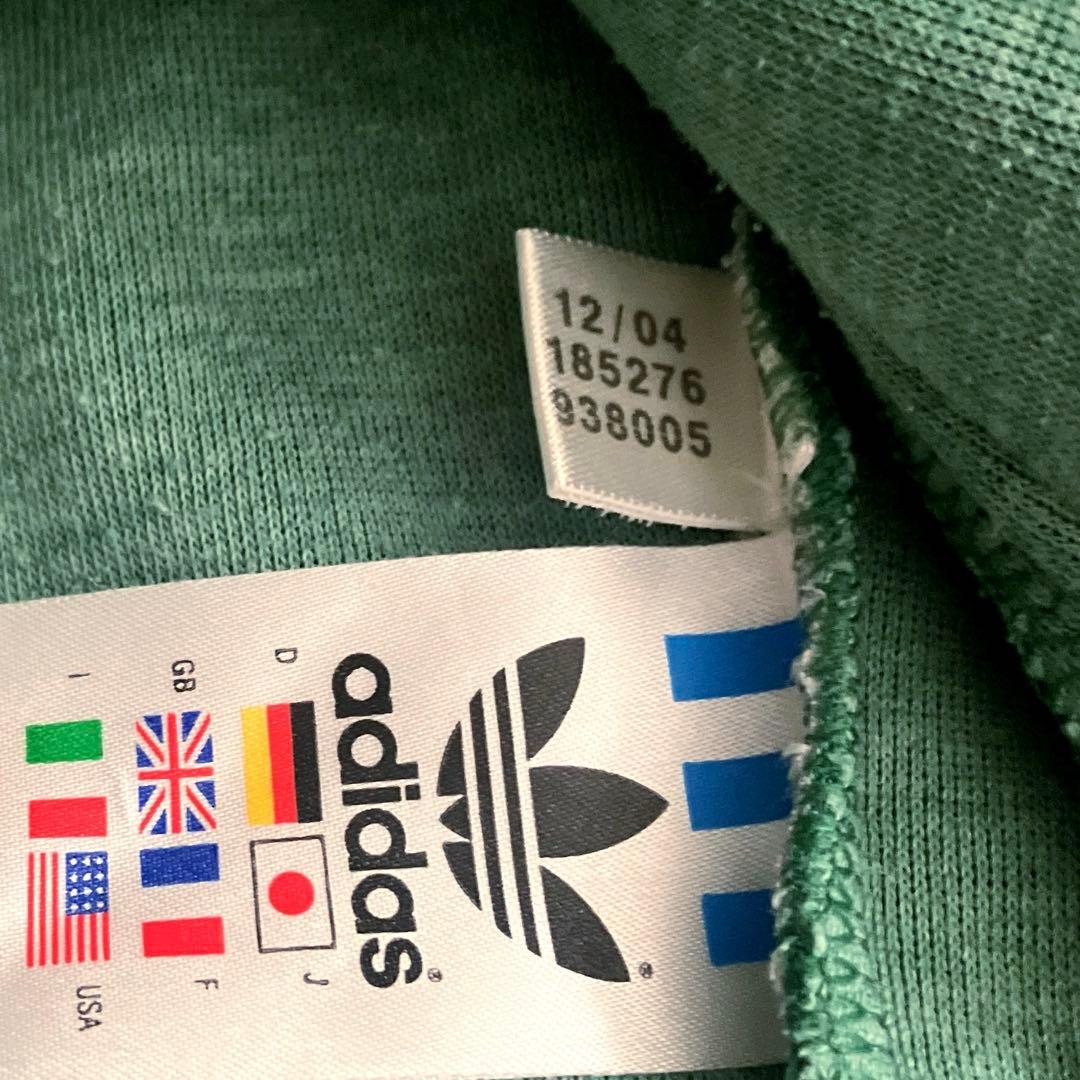 12/04
185276
938005
®
adidas®
D
J
GB
F
I
USA